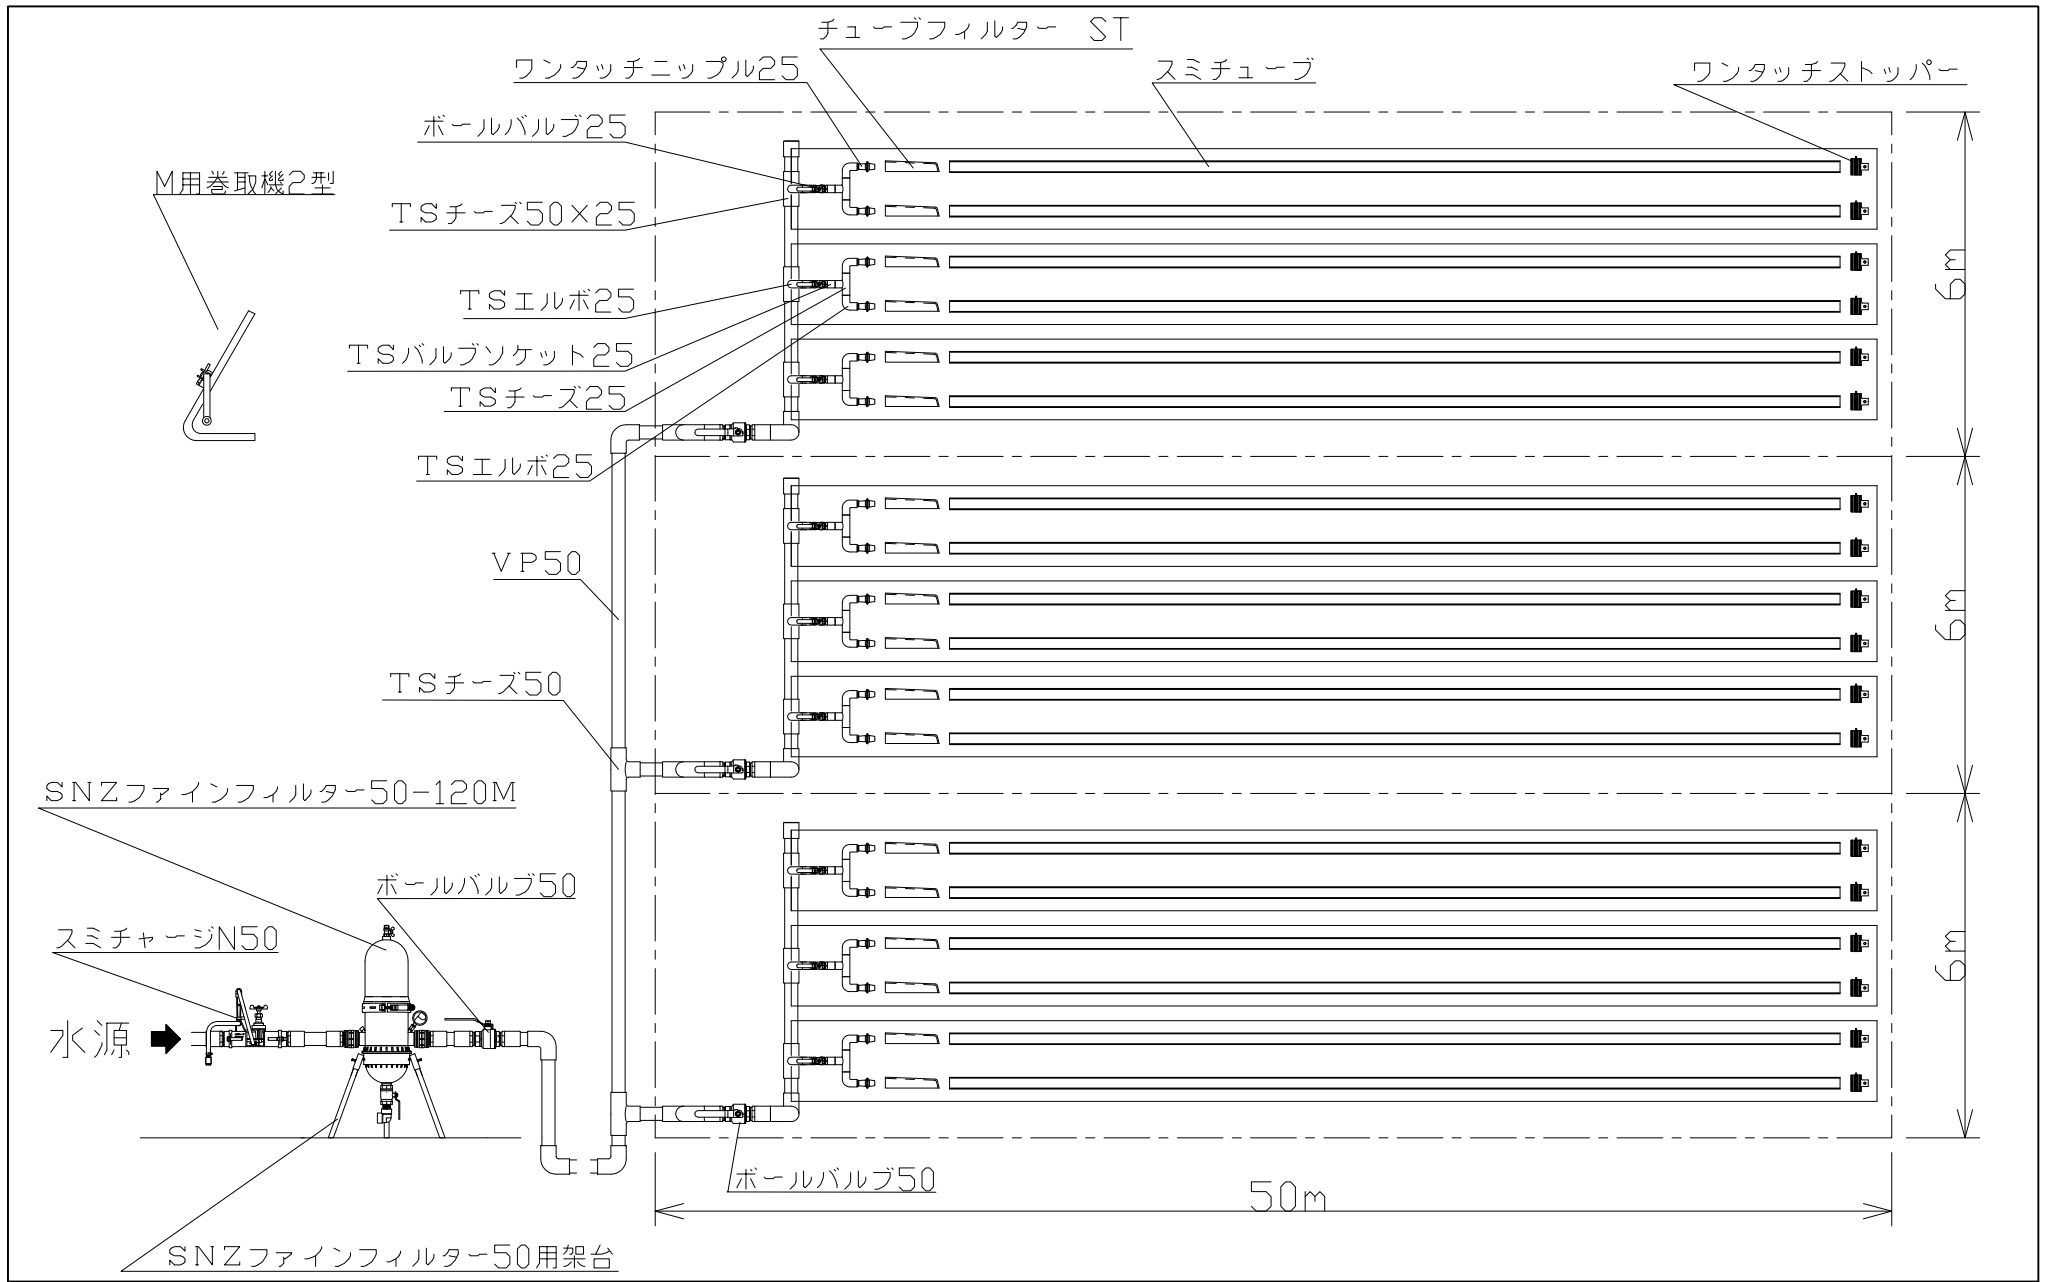 チューブフィルター ST
ワンタッチニップル25
スミチューブ
ワンタッチストッパー
ボールバルブ25
M用巻取機2型
TSチーズ50×25
6m
TSエルボ25
TSバルブソケット25
TSチーズ25
TSエルボ25
VP50
6m
TSチーズ50
SNZファインフィルター50-120M
ボールバルブ50
スミチャージN50
6m
水源
ボールバルブ50
50m
SNZファインフィルター50用架台